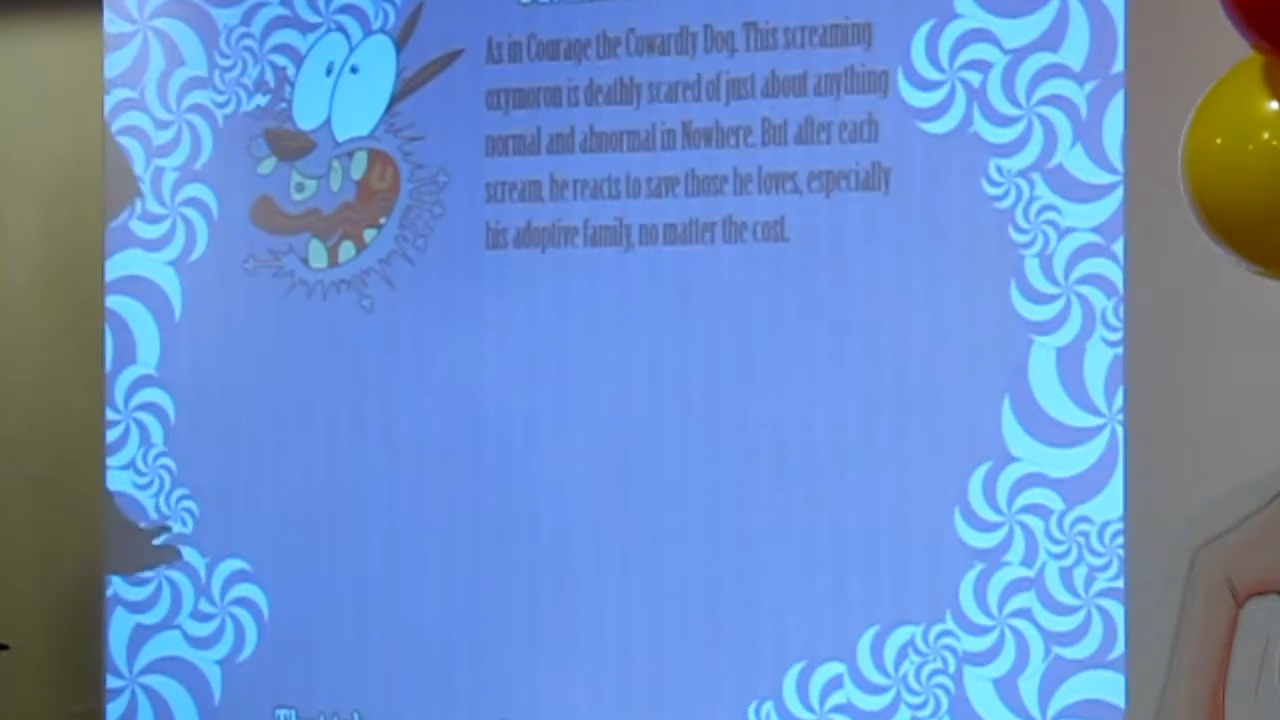 As in Courage the Cowardly Dog. This screaming
oxymoron is deathly scared of just about anything
normal and abnormal in Nowhere. But after each
scream, he reacts to save those he loves, especially
his adoptive family, no matter the cost.